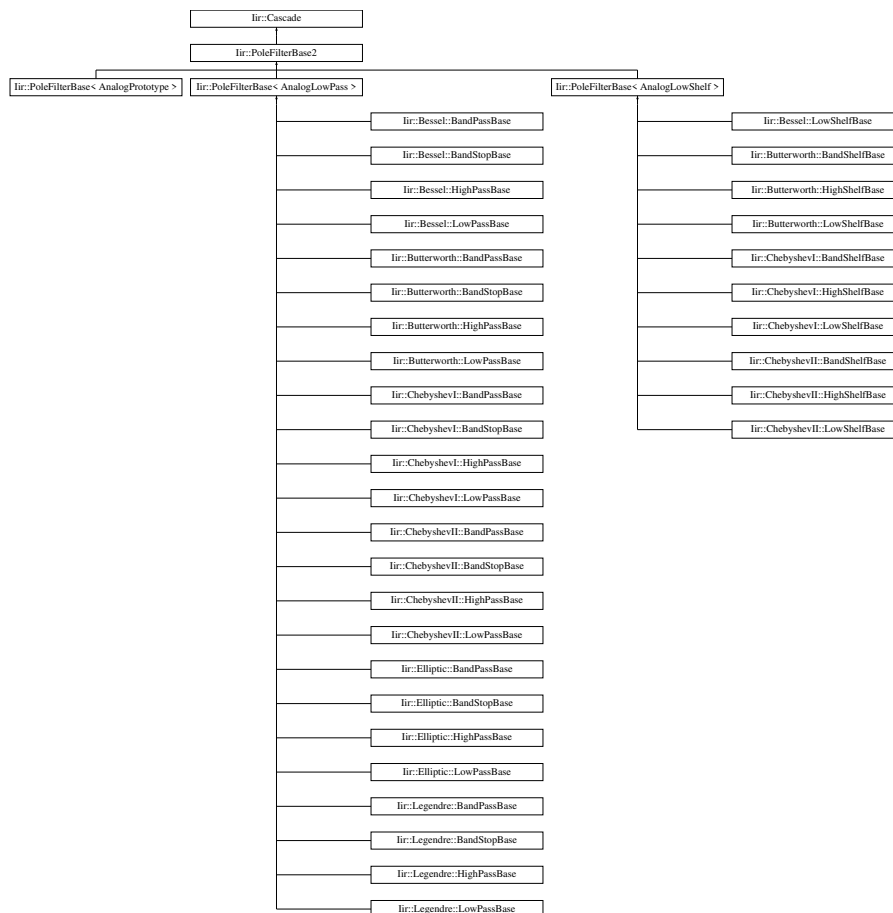 Iir::Cascade
Iir::PoleFilterBase2
Iir::PoleFilterBase< AnalogPrototype >
Iir::PoleFilterBase< AnalogLowPass >
Iir::PoleFilterBase< AnalogLowShelf >
Iir::Bessel::BandPassBase
Iir::Bessel::BandStopBase
Iir::Bessel::HighPassBase
Iir::Bessel::LowPassBase
Iir::Butterworth::BandPassBase
Iir::Butterworth::BandStopBase
Iir::Butterworth::HighPassBase
Iir::Butterworth::LowPassBase
Iir::ChebyshevI::BandPassBase
Iir::ChebyshevI::BandStopBase
Iir::ChebyshevI::HighPassBase
Iir::ChebyshevI::LowPassBase
Iir::ChebyshevII::BandPassBase
Iir::ChebyshevII::BandStopBase
Iir::ChebyshevII::HighPassBase
Iir::ChebyshevII::LowPassBase
Iir::Elliptic::BandPassBase
Iir::Elliptic::BandStopBase
Iir::Elliptic::HighPassBase
Iir::Elliptic::LowPassBase
Iir::Legendre::BandPassBase
Iir::Legendre::BandStopBase
Iir::Legendre::HighPassBase
Iir::Legendre::LowPassBase
Iir::Bessel::LowShelfBase
Iir::Butterworth::BandShelfBase
Iir::Butterworth::HighShelfBase
Iir::Butterworth::LowShelfBase
Iir::ChebyshevI::BandShelfBase
Iir::ChebyshevI::HighShelfBase
Iir::ChebyshevI::LowShelfBase
Iir::ChebyshevII::BandShelfBase
Iir::ChebyshevII::HighShelfBase
Iir::ChebyshevII::LowShelfBase